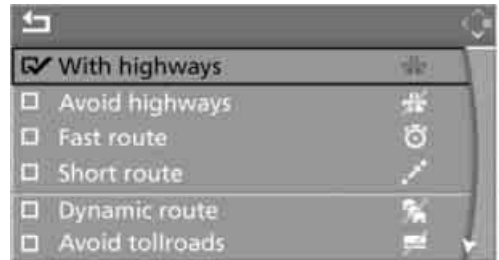 With highways
Avoid highways
Fast route
Short route
Dynamic route
Avoid tollroads